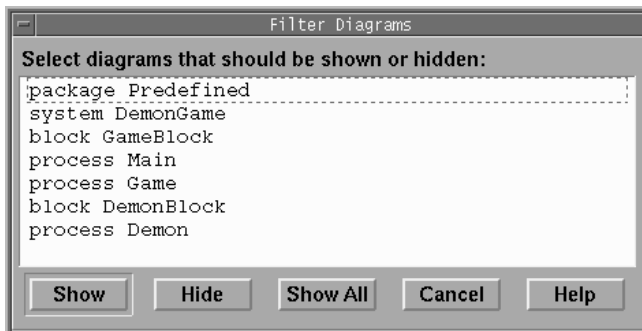 Filter Diagrams
Select diagrams that should be shown or hidden:
package Predefined
system DemonGame
block GameBlock
process Main
process Game
block DemonBlock
process Demon
Show Hide Show All Cancel Help